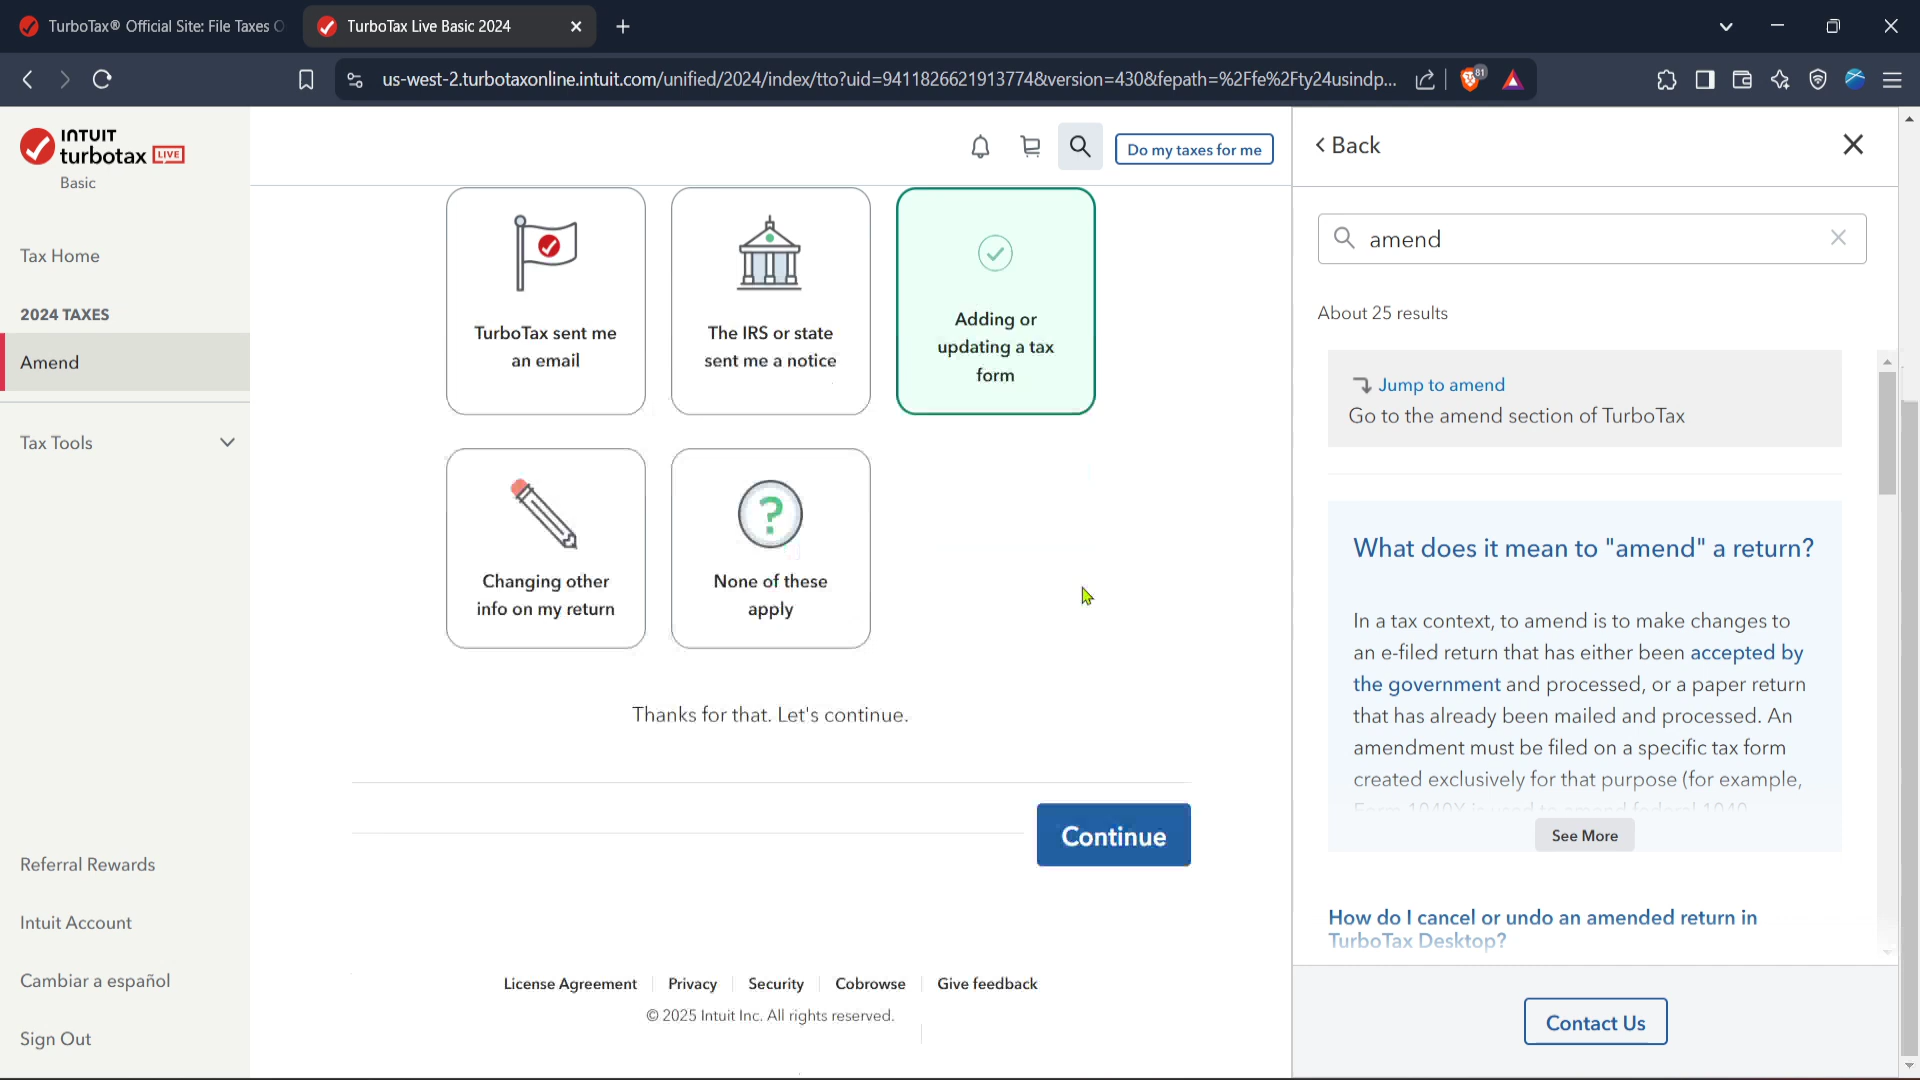 TurboTax® Official Site: File Taxes O
TurboTax Live Basic 2024
us-west-2.turbotaxonline.intuit.com/unified/2024/index/tto?uid=9411826621913774&version=430&fepath=%2Ffe%2Fty24usindp...
81
INTUIT
turbotax LIVE
Basic
Do my taxes for me
< Back
Tax Home
2024 TAXES
Amend
Tax Tools
Referral Rewards
Intuit Account
Cambiar a español
Sign Out
TurboTax sent me
an email
The IRS or state
sent me a notice
Adding or
updating a tax
form
Changing other
info on my return
?
None of these
apply
Thanks for that. Let's continue.
Continue
License Agreement
Privacy
Security
Cobrowse
Give feedback
© 2025 Intuit Inc. All rights reserved.
amend
About 25 results
Jump to amend
Go to the amend section of TurboTax
What does it mean to "amend" a return?
In a tax context, to amend is to make changes to
an e-filed return that has either been accepted by
the government and processed, or a paper return
that has already been mailed and processed. An
amendment must be filed on a specific tax form
created exclusively for that purpose (for example,
Form 1040X is used to amend federal 1040
See More
How do I cancel or undo an amended return in
TurboTax Desktop?
Contact Us